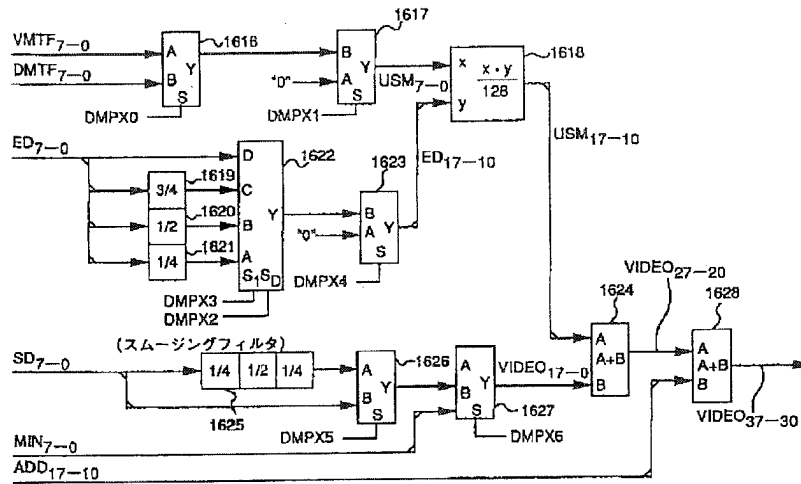 VMTF7-0
DMTF7-0
A
B
Y
S
1616
DMPX0
B
A
Y
S
1617
"0"
DMPX1
USM7-0
x
y
x・y
128
1618
USM17-10
ED7-0
3/4
1619
1/2
1620
1/4
1621
D
C
B
A
Y
S1SD
1622
DMPX3
DMPX2
"0"
B
A
Y
S
1623
DMPX4
ED17-10
SD7-0
(スムージングフィルタ)
1/4 1/2 1/4
1625
A
B
Y
S
1626
DMPX5
A
B
Y
S
1627
DMPX6
VIDEO17-0
A
A+B
B
1624
VIDEO27-20
A
A+B
B
1628
VIDEO37-30
MIN7-0
ADD17-10